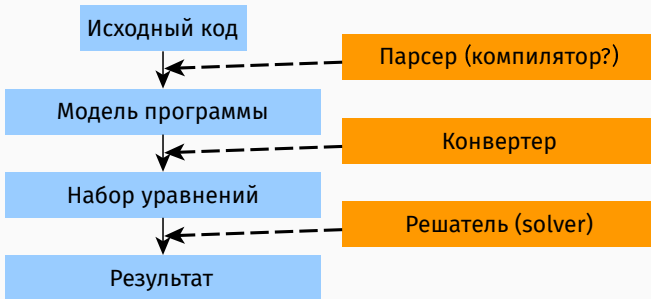 Исходный код
Парсер (компилятор?)
Модель программы
Конвертер
Набор уравнений
Решатель (solver)
Результат